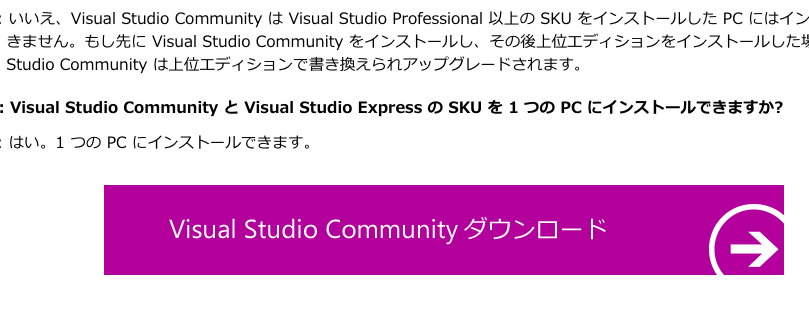 : いいえ、Visual Studio Community は Visual Studio Professional 以上の SKU をインストールした PC にはイン
きません。もし先に Visual Studio Community をインストールし、その後上位エディションをインストールした場
Studio Community は上位エディションで書き換えられアップグレードされます。
: Visual Studio Community と Visual Studio Express の SKU を 1 つの PC にインストールできますか?
: はい。1 つの PC にインストールできます。
Visual Studio Community ダウンロード